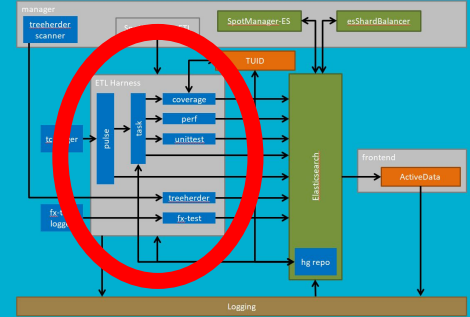 manager
treeherder
scanner
SpotManager-ES
esShardBalancer
TUID
ETL Harness
pulse
task
coverage
perf
unittest
treeherder
fx-test
Elasticsearch
frontend
ActiveData
hg repo
Logging